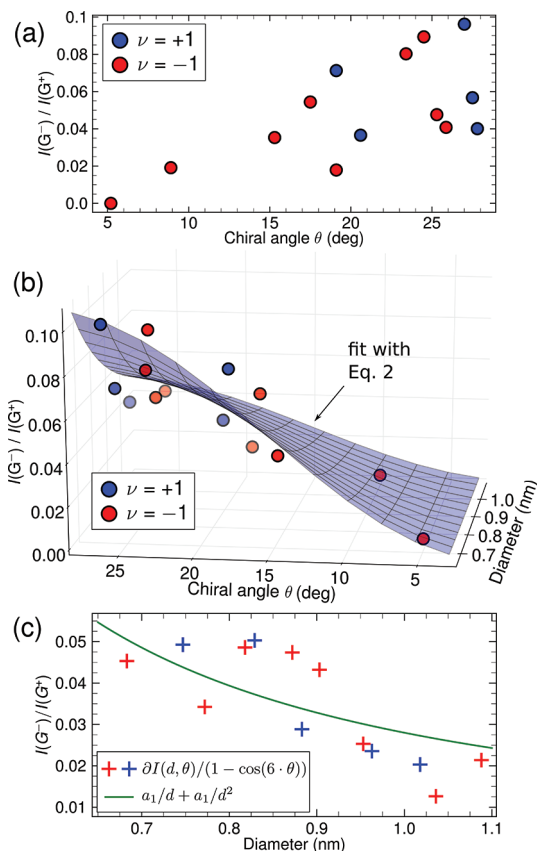 (a)
I(G⁻) / I(G⁺)
0.1
0.08
0.06
0.04
0.02
0.0
ν = +1
ν = −1
5
10
15
20
25
Chiral angle θ (deg)
(b)
I(G⁻) / I(G⁺)
0.10
0.08
0.06
0.04
0.02
0.00
fit with
Eq. 2
ν = +1
ν = −1
25
20
15
10
5
Chiral angle θ (deg)
1.0
0.9
0.8
0.7
Diameter (nm)
(c)
I(G⁻)/I(G⁺)
0.05
0.04
0.03
0.02
0.01
∂I(d, θ)/(1 − cos(6 · θ))
a₁/d + a₁/d²
0.7
0.8
0.9
1.0
1.1
Diameter (nm)